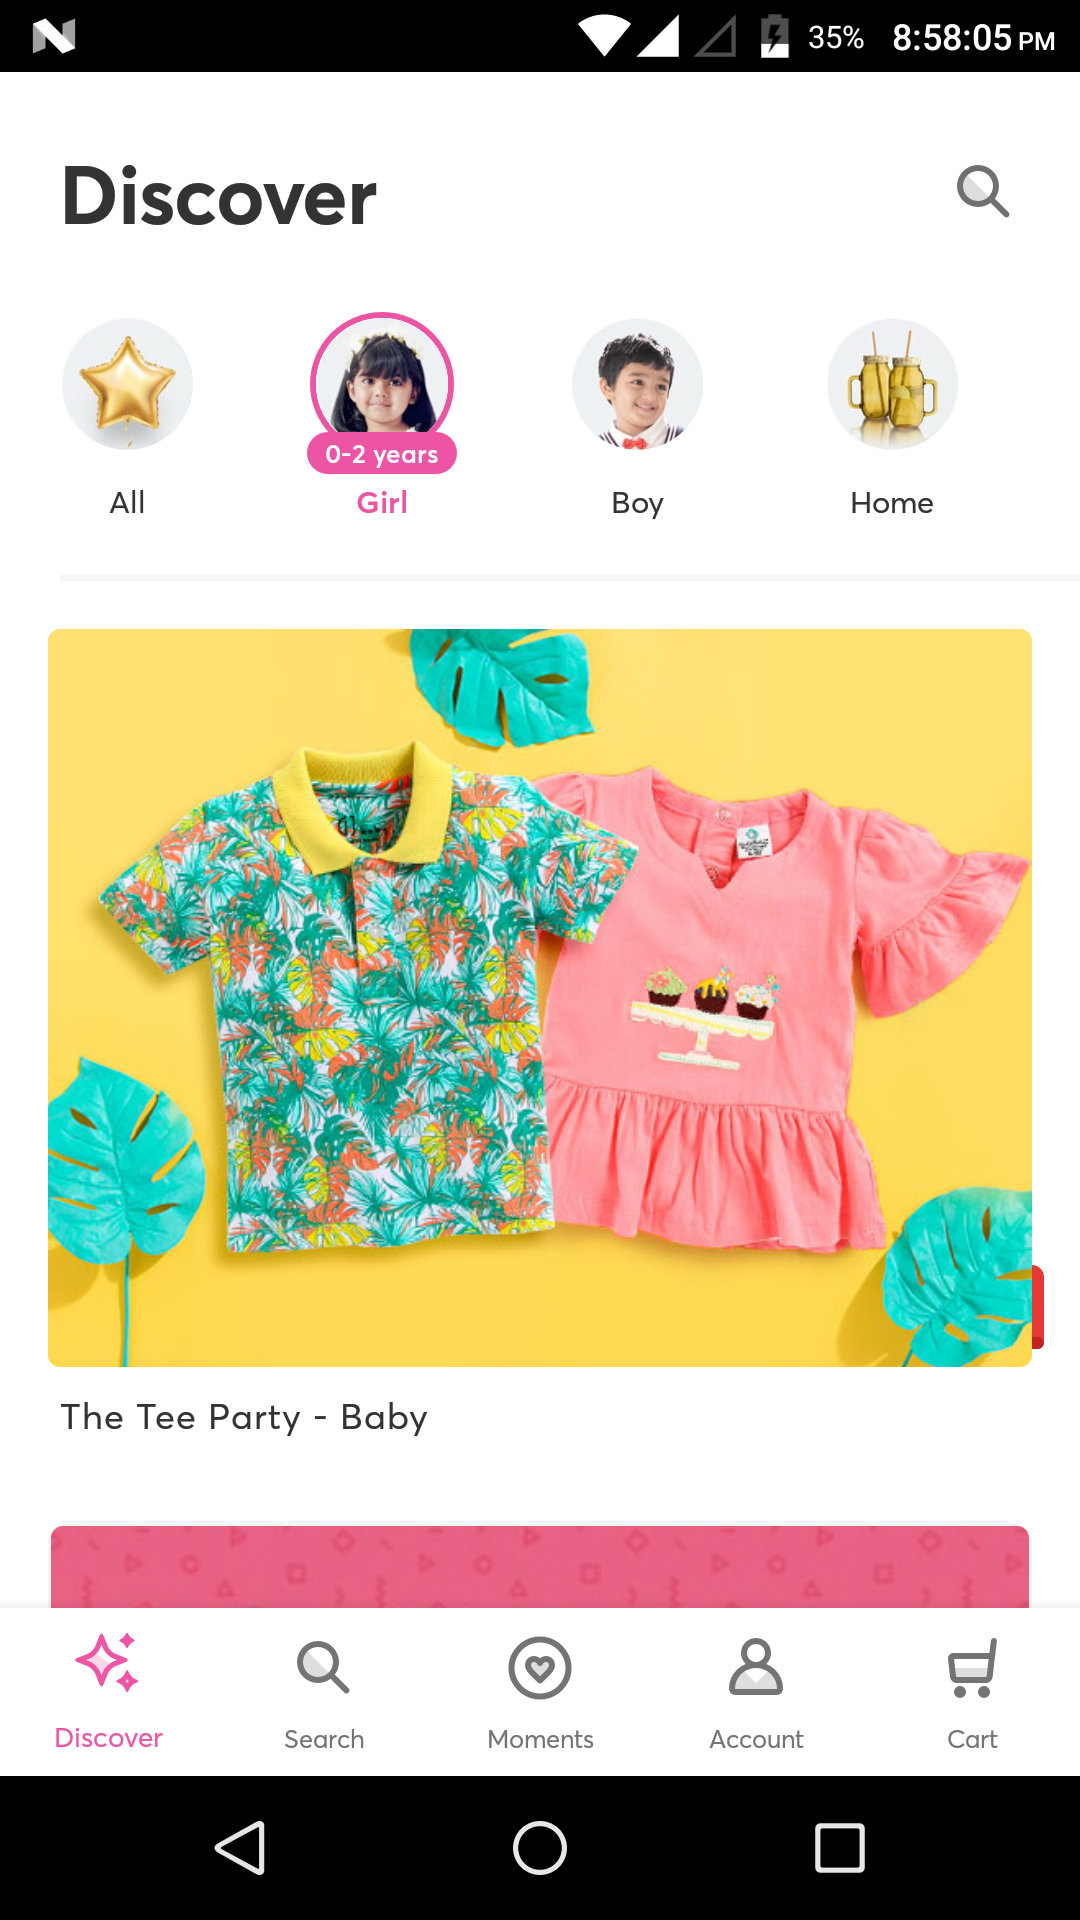 35% 8:58:05 PM
Discover
0-2 years
All Girl Boy Home
The Tee Party - Baby
Discover Search Moments Account Cart